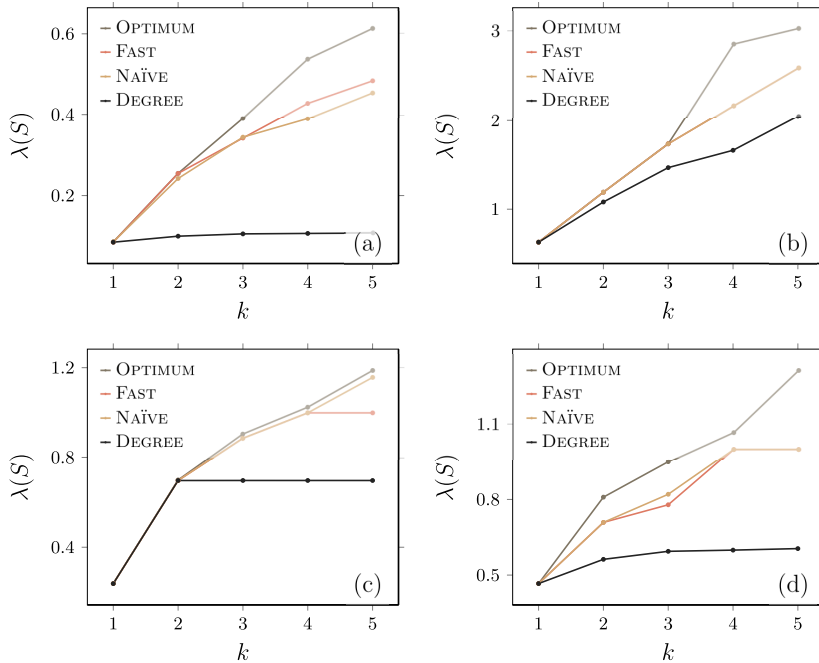 OPTIMUM
FAST
NAÏVE
DEGREE
0.6
0.4
0.2
λ(S)
(a)
1 2 3 4 5
k
OPTIMUM
FAST
NAÏVE
DEGREE
3
2
1
λ(S)
(b)
1 2 3 4 5
k
OPTIMUM
FAST
NAÏVE
DEGREE
1.2
0.8
0.4
λ(S)
(c)
1 2 3 4 5
k
OPTIMUM
FAST
NAÏVE
DEGREE
1.1
0.8
0.5
λ(S)
(d)
1 2 3 4 5
k